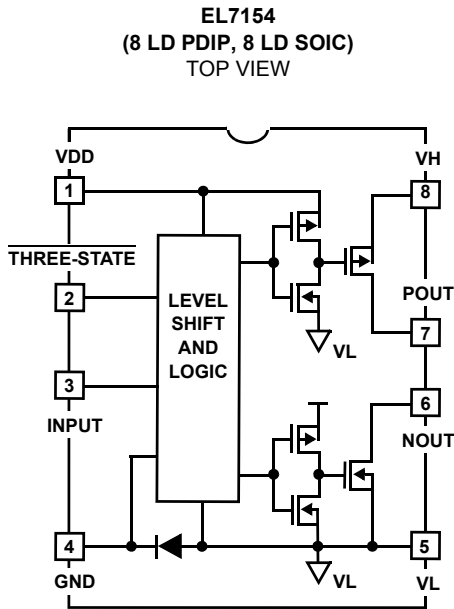 EL7154
(8 LD PDIP, 8 LD SOIC)
TOP VIEW
VDD
VH
1
8
THREE-STATE
2
LEVEL
SHIFT
AND
LOGIC
POUT
VL
7
3
INPUT
6
NOUT
4
5
GND
VL
VL